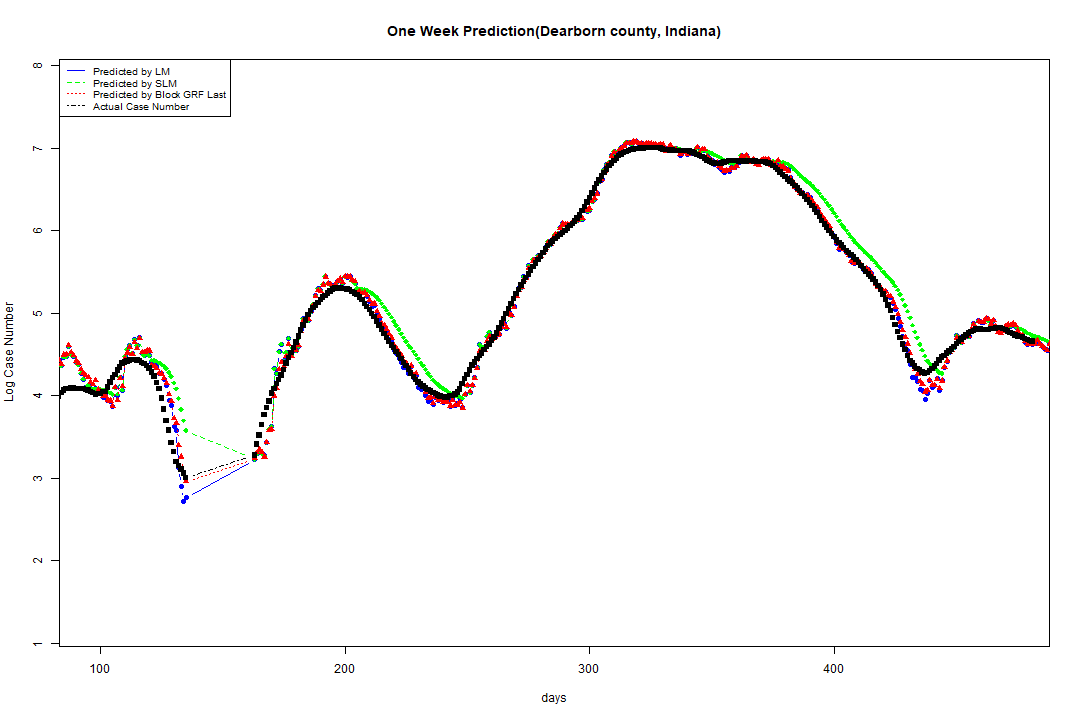 One Week Prediction(Dearborn county, Indiana)
Predicted by LM
Predicted by SLM
Predicted by Block GRF Last
Actual Case Number
8
7
6
5
4
3
2
1
Log Case Number
100 200 300 400
days